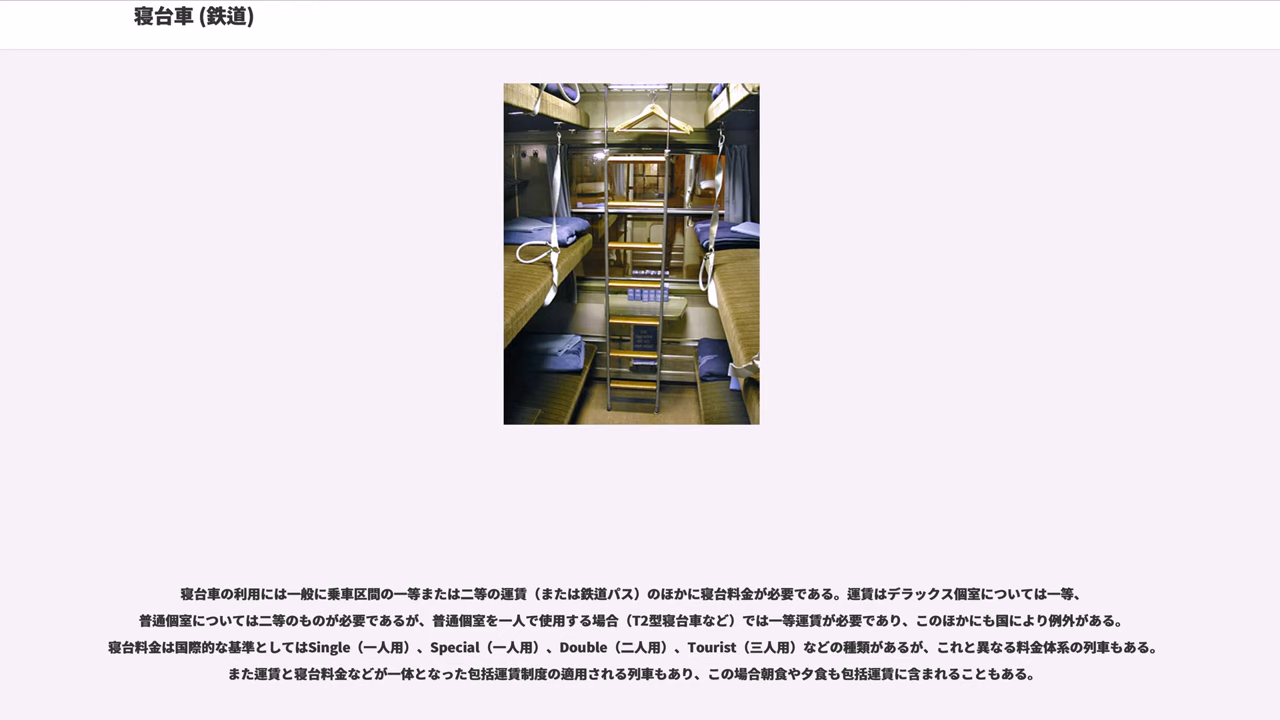 寝台車 (鉄道)
寝台車の利用には一般に乗車区間の一等または二等の運賃（または鉄道パス）のほかに寝台料金が必要である。運賃はデラックス個室については一等、
普通個室については二等のものが必要であるが、普通個室を一人で使用する場合（T2型寝台車など）では一等運賃が必要であり、このほかにも国により例外がある。
寝台料金は国際的な基準としてはSingle（一人用）、Special（一人用）、Double（二人用）、Tourist（三人用）などの種類があるが、これと異なる料金体系の列車もある。
また運賃と寝台料金などが一体となった包括運賃制度の適用される列車もあり、この場合朝食や夕食も包括運賃に含まれることもある。